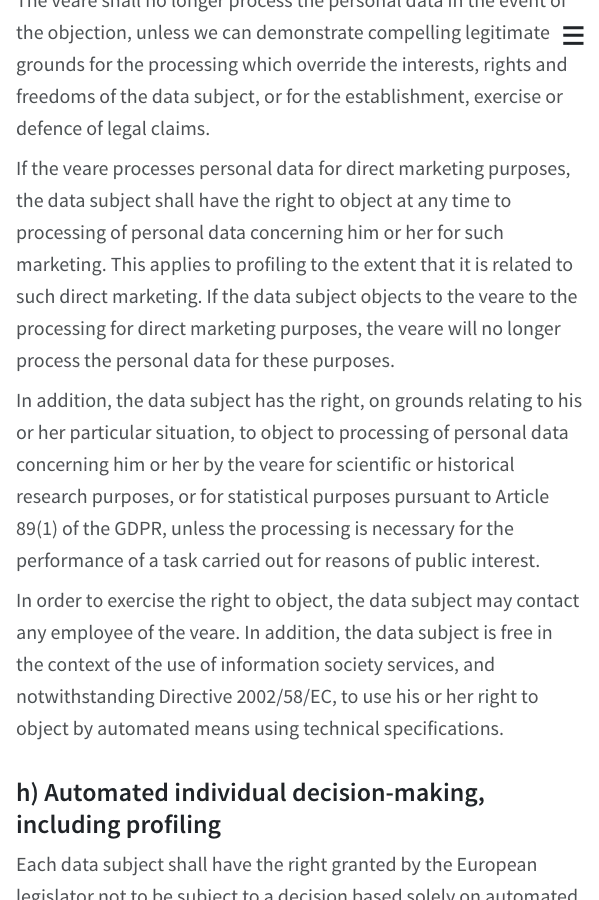 The veare shall no longer process the personal data in the event of
the objection, unless we can demonstrate compelling legitimate
grounds for the processing which override the interests, rights and
freedoms of the data subject, or for the establishment, exercise or
defence of legal claims.
If the veare processes personal data for direct marketing purposes,
the data subject shall have the right to object at any time to
processing of personal data concerning him or her for such
marketing. This applies to profiling to the extent that it is related to
such direct marketing. If the data subject objects to the veare to the
processing for direct marketing purposes, the veare will no longer
process the personal data for these purposes.
In addition, the data subject has the right, on grounds relating to his
or her particular situation, to object to processing of personal data
concerning him or her by the veare for scientific or historical
research purposes, or for statistical purposes pursuant to Article
89(1) of the GDPR, unless the processing is necessary for the
performance of a task carried out for reasons of public interest.
In order to exercise the right to object, the data subject may contact
any employee of the veare. In addition, the data subject is free in
the context of the use of information society services, and
notwithstanding Directive 2002/58/EC, to use his or her right to
object by automated means using technical specifications.
h) Automated individual decision-making,
including profiling
Each data subject shall have the right granted by the European
legislator not to be subject to a decision based solely on automated